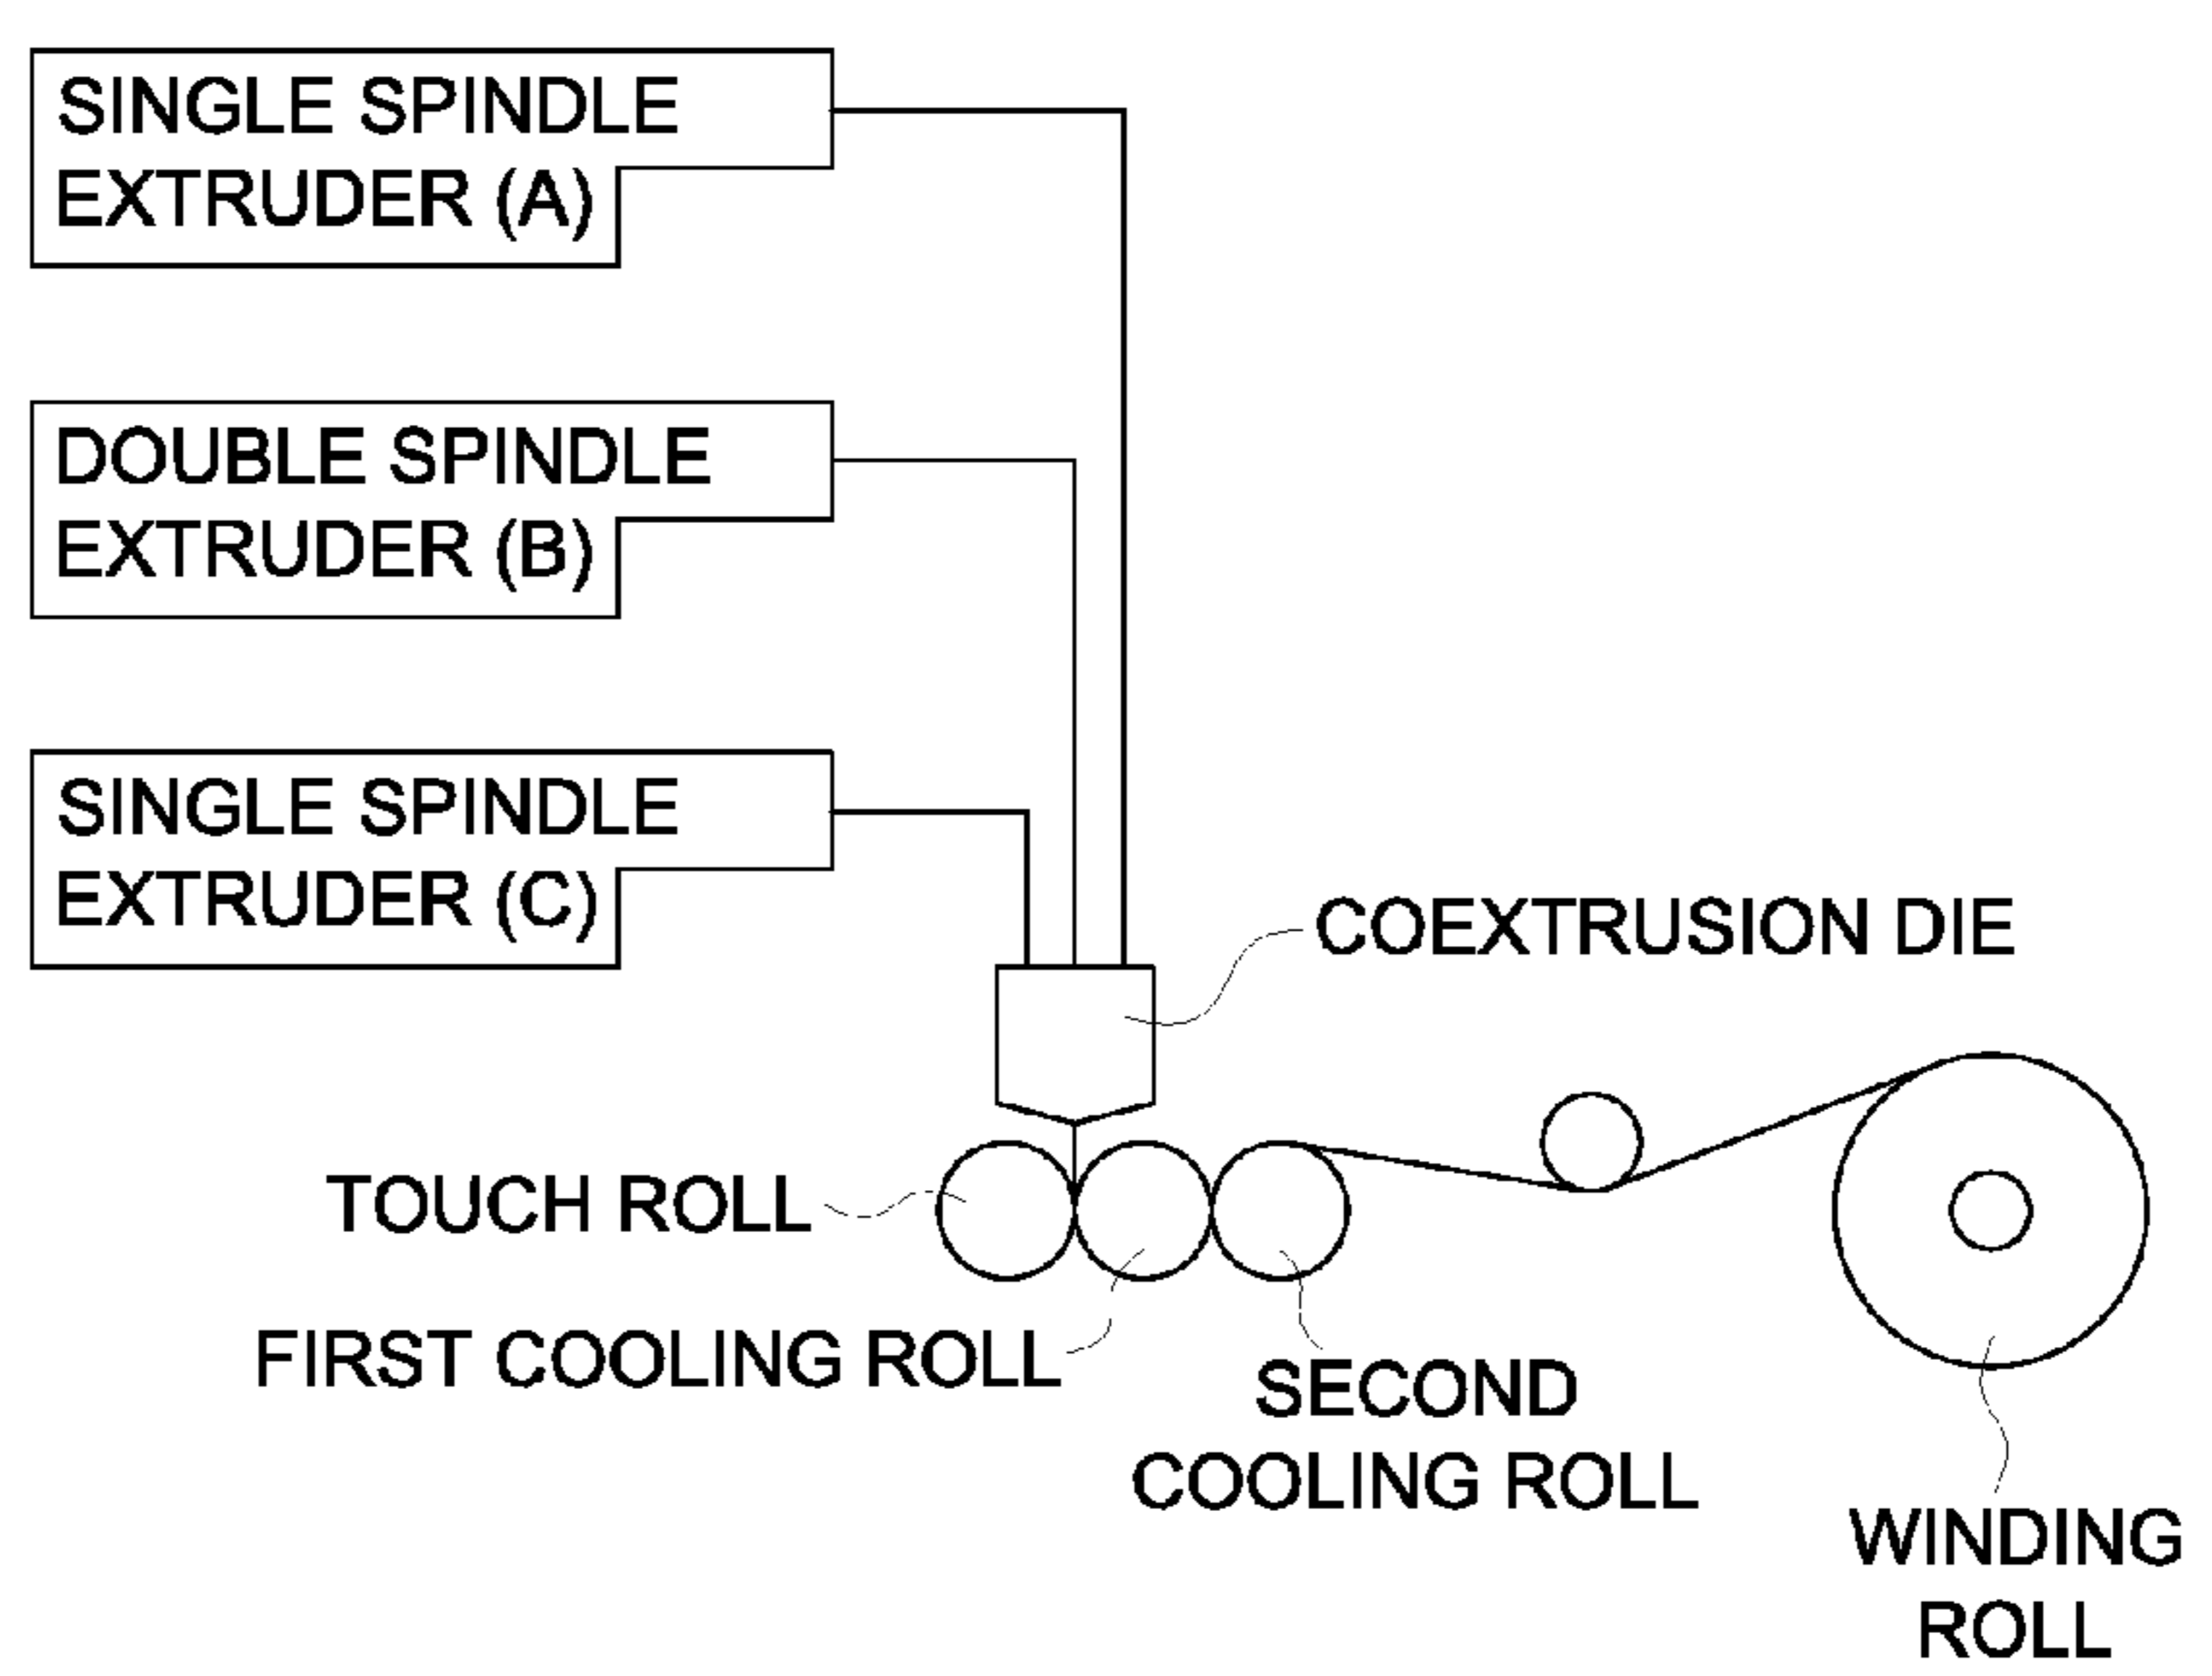 SINGLE SPINDLE
EXTRUDER (A)
DOUBLE SPINDLE
EXTRUDER (B)
SINGLE SPINDLE
EXTRUDER (C)
COEXTRUSION DIE
TOUCH ROLL
FIRST COOLING ROLL
SECOND
COOLING ROLL
WINDING
ROLL